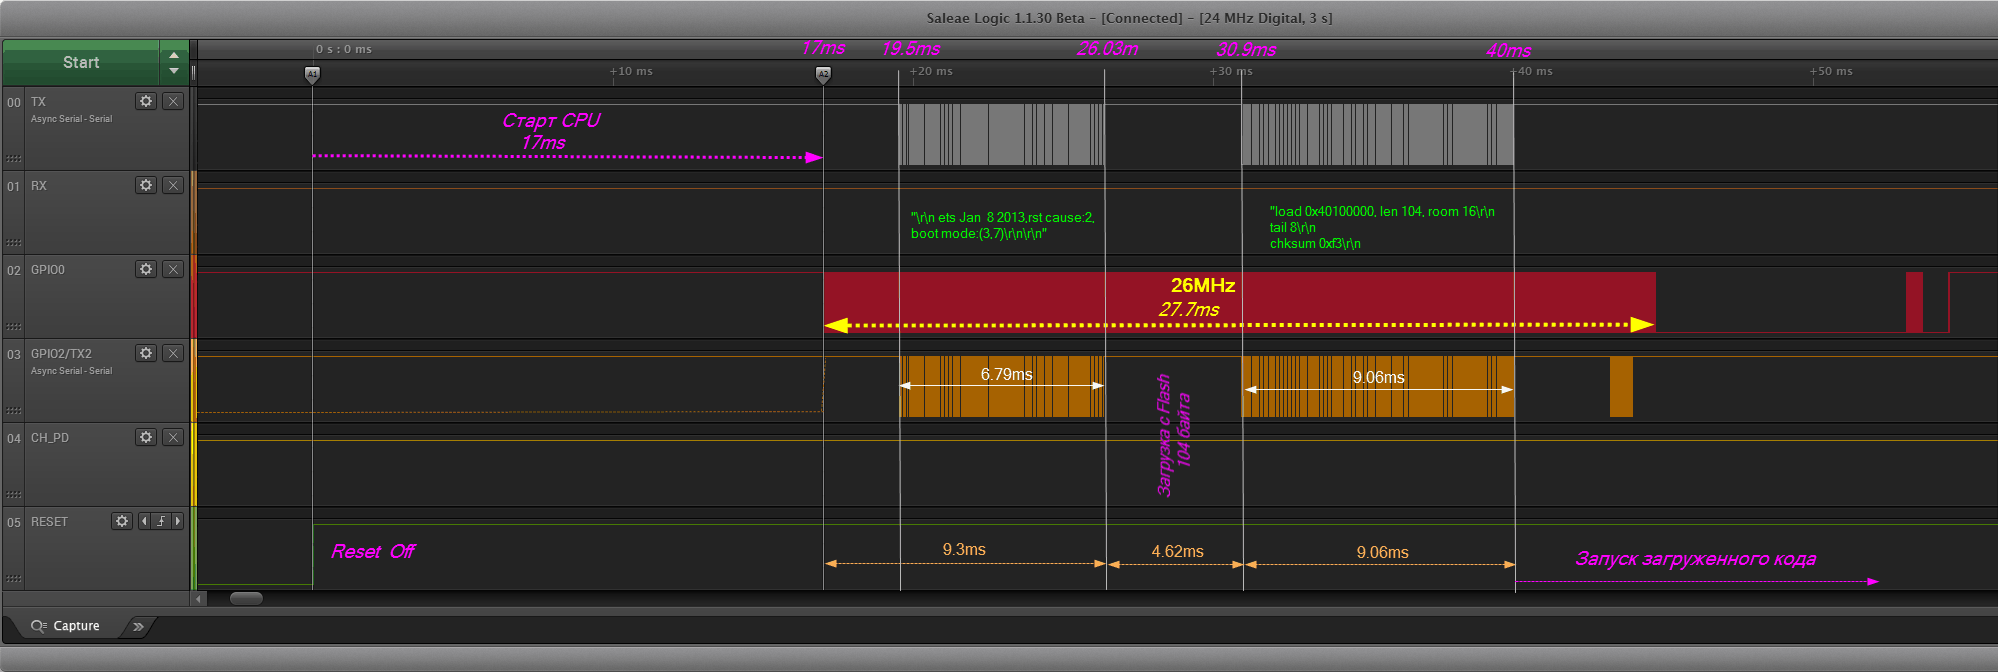 Saleae Logic 1.1.30 Beta - [Connected] - [24 MHz Digital, 3 s]
Start
0 s : 0 ms
17ms
19.5ms
26.03m
30.9ms
40ms
A1
+10 ms
A2
+20 ms
+30 ms
+40 ms
+50 ms
00 TX
Async Serial - Serial
Старт CPU
17ms
01 RX
"\r\n ets Jan 8 2013,rst cause:2,
boot mode:(3,7)\r\n\r\n"
"load 0x40100000, len 104, room 16\r\n
tail 8\r\n
chksum 0xf3\r\n
02 GPIO0
26MHz
27.7ms
03 GPIO2/TX2
Async Serial - Serial
6.79ms
9.06ms
Загрузка с Flash
104 байта
04 CH_PD
05 RESET
Reset Off
9.3ms
4.62ms
9.06ms
Запуск загруженного кода
Capture